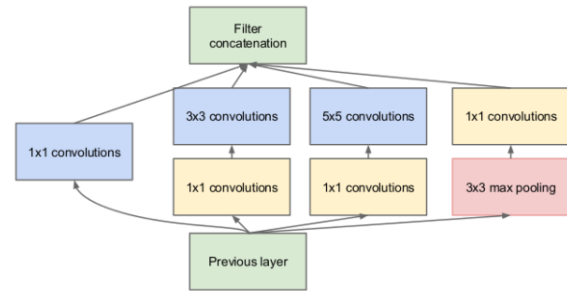 Filter
concatenation
3x3 convolutions
5x5 convolutions
1x1 convolutions
1x1 convolutions
1x1 convolutions
1x1 convolutions
3x3 max pooling
Previous layer